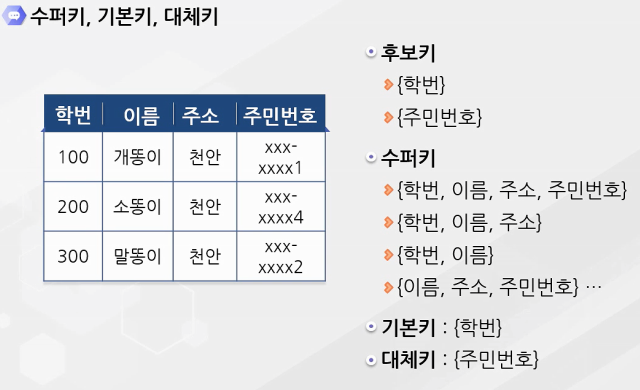 수퍼키, 기본키, 대체키
학번 이름 주소 주민번호
100 개똥이 천안 xxx-xxxx1
200 소똥이 천안 xxx-xxxx4
300 말똥이 천안 xxx-xxxx2
후보키
{학번}
{주민번호}
수퍼키
{학번, 이름, 주소, 주민번호}
{학번, 이름, 주소}
{학번, 이름}
{이름, 주소, 주민번호} …
기본키 : {학번}
대체키 : {주민번호}